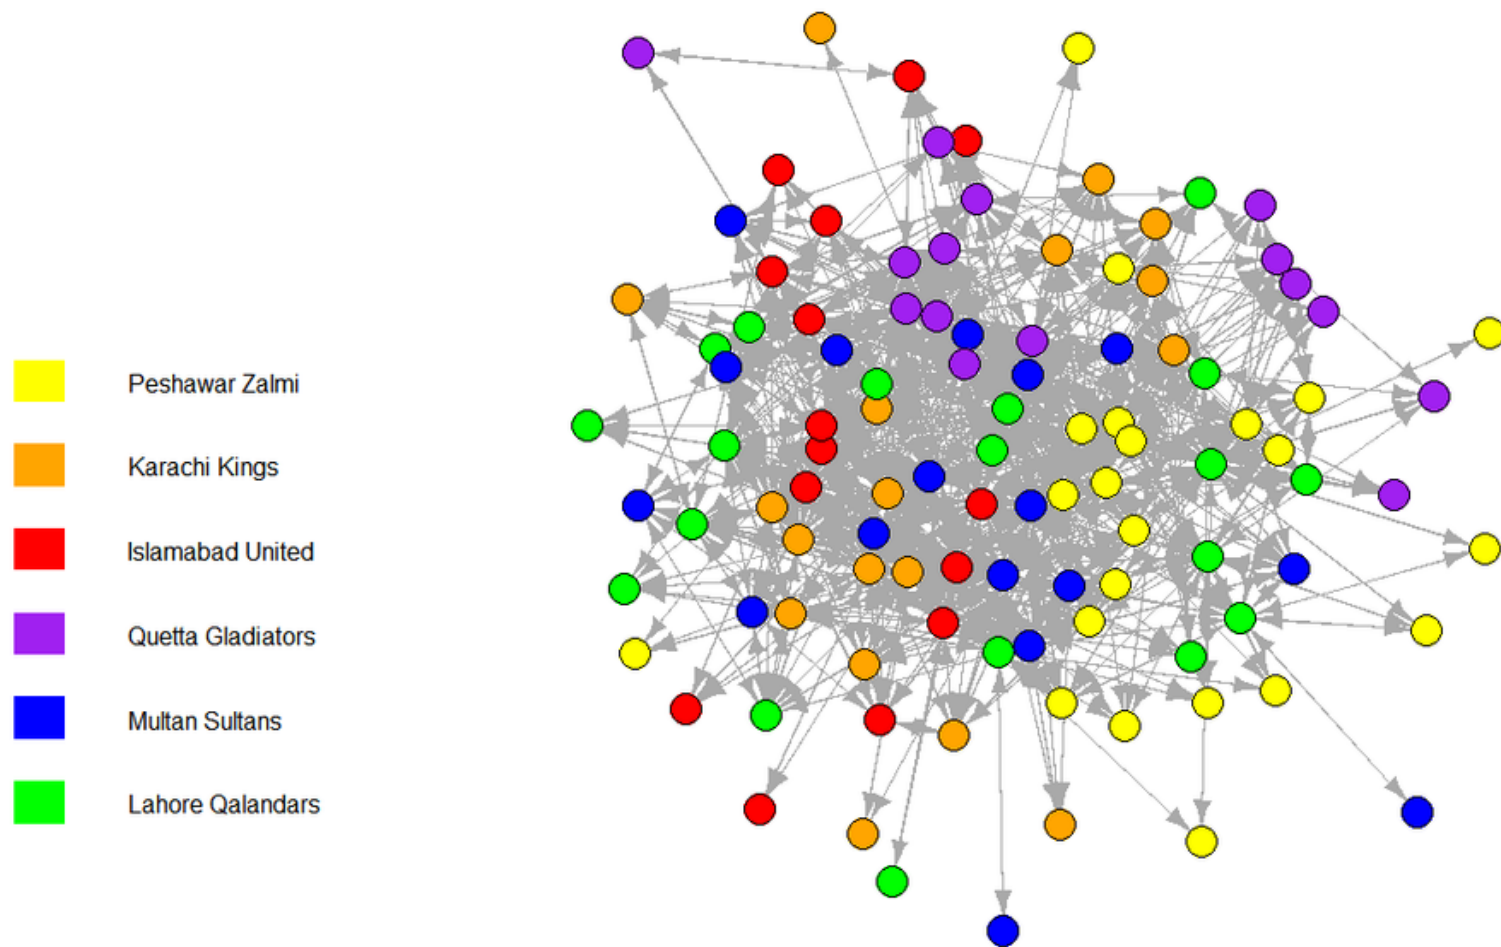 Peshawar Zalmi
Karachi Kings
Islamabad United
Quetta Gladiators
Multan Sultans
Lahore Qalandars